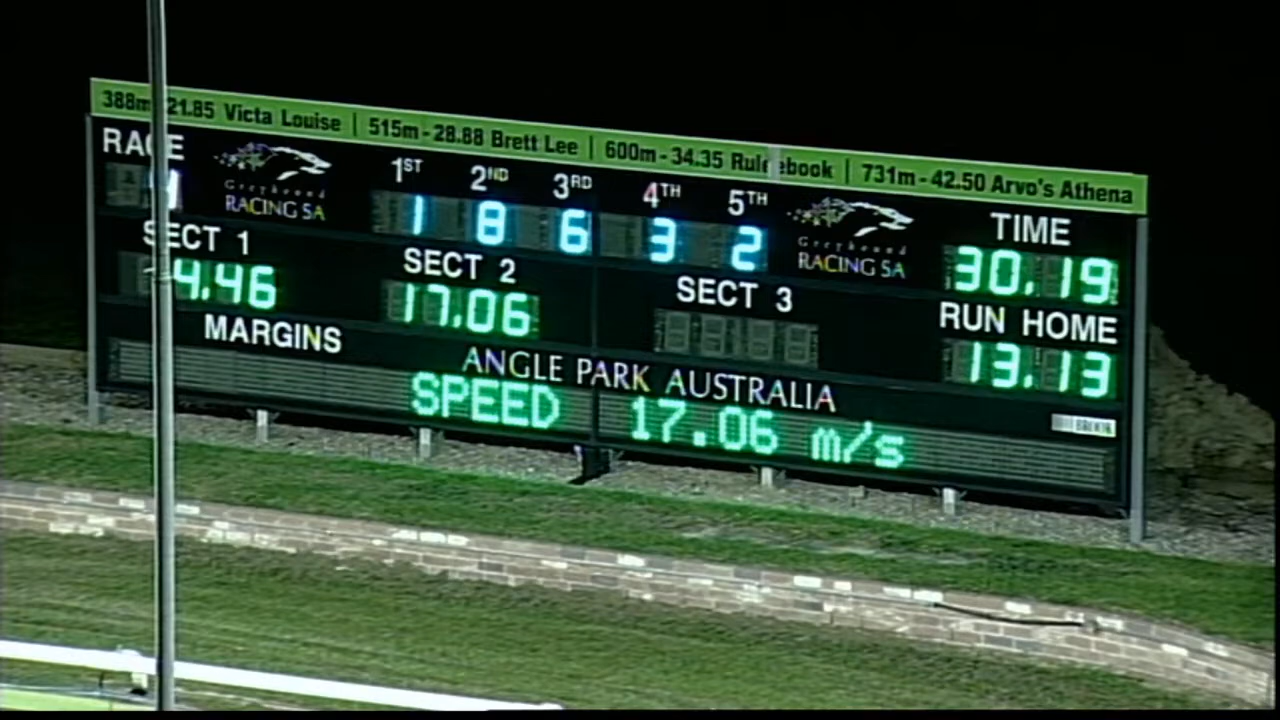 388m 21.85 Victa Louise | 515m - 28.88 Brett Lee | 600m - 34.35 Rulebook | 731m - 42.50 Arvo's Athena
RACE
Greyhound
RACING SA
1ST 2ND 3RD 4TH 5TH
1 8 6 3 2
Greyhound
RACING SA
TIME
30.19
SECT 1
4.46
SECT 2
17.06
SECT 3
RUN HOME
13.13
MARGINS
ANGLE PARK AUSTRALIA
SPEED 17.06 m/s